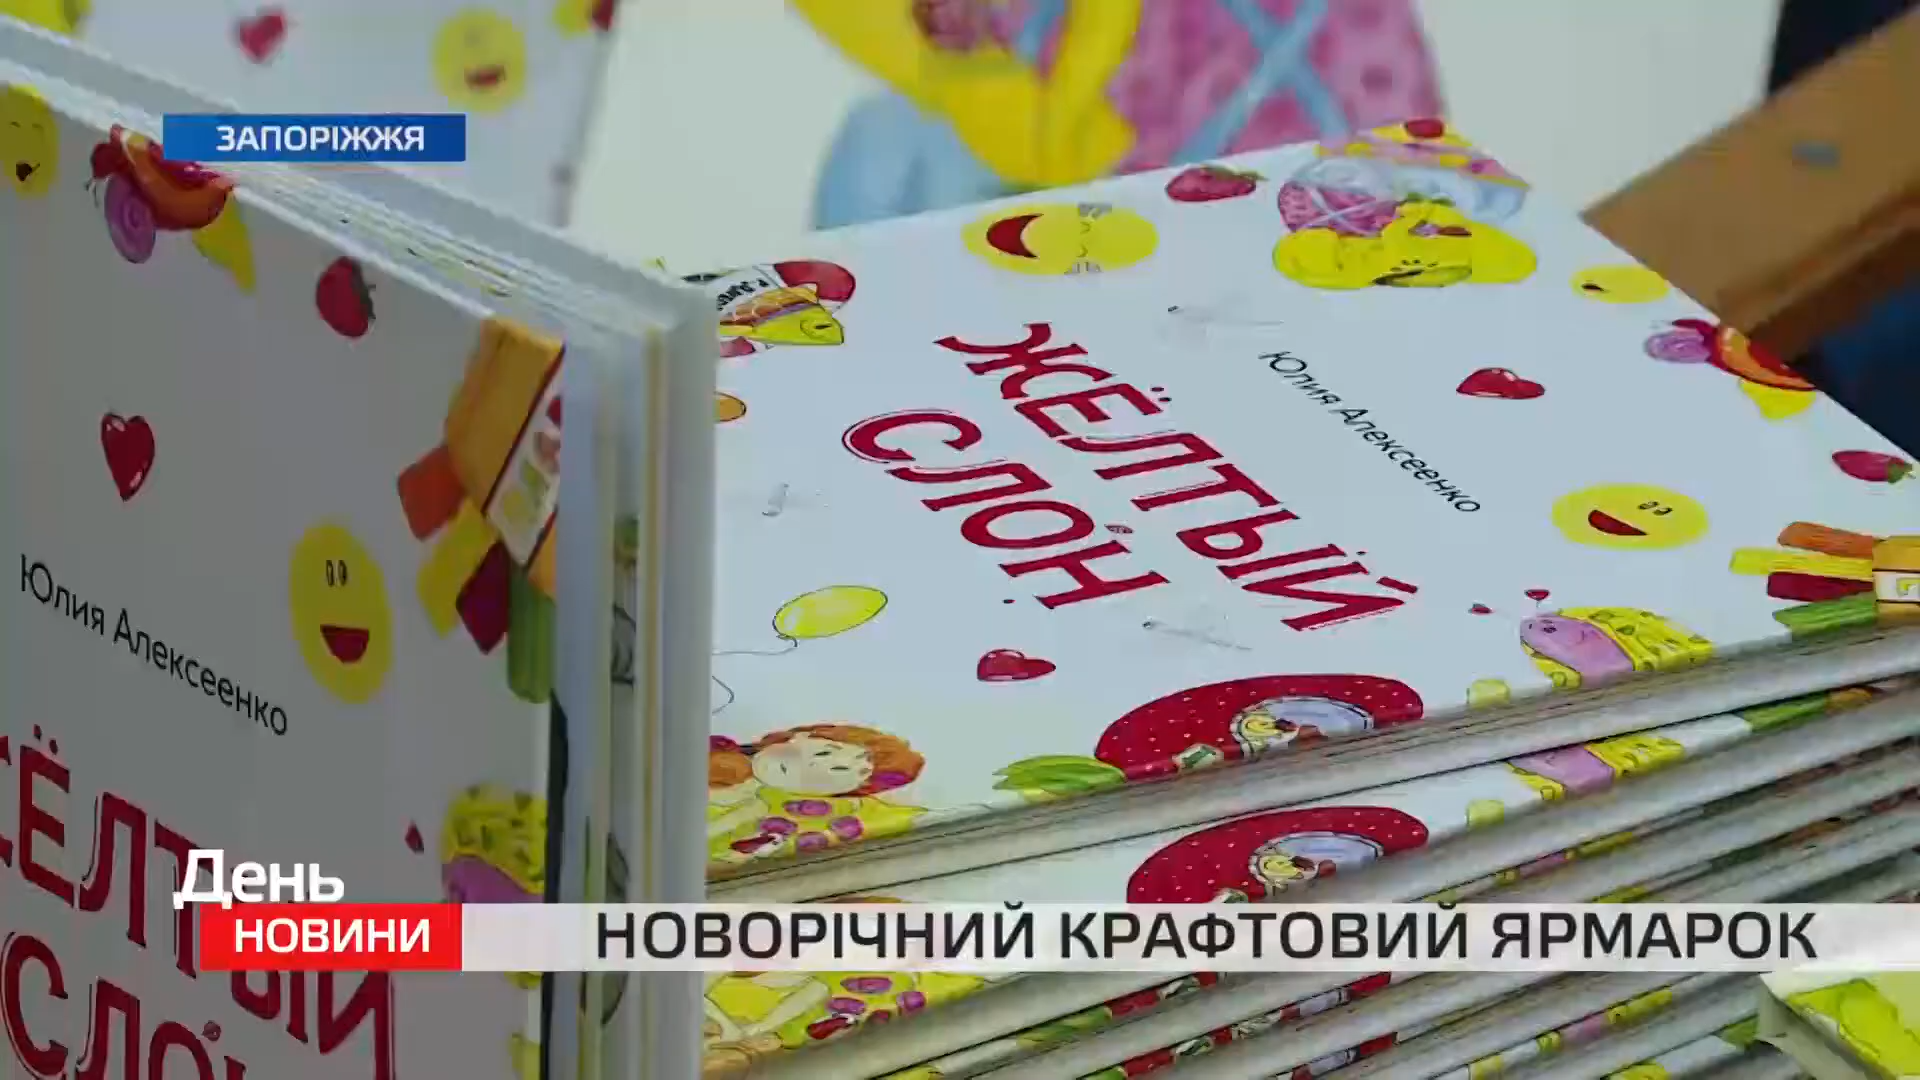 ЗАПОРІЖЖЯ
Юлия Алексеенко
ЖЁЛТЫЙ
СЛОН
Юлия Алексеенко
День
НОВИНИ
НОВОРІЧНИЙ КРАФТОВИЙ ЯРМАРОК